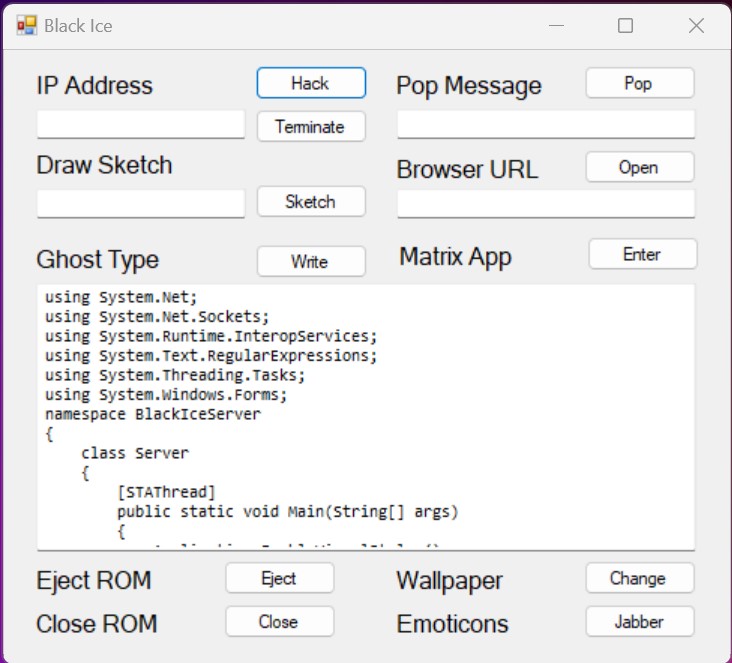 Black Ice
IP Address Hack Pop Message Pop
Terminate
Draw Sketch Browser URL Open
Sketch
Ghost Type Write Matrix App Enter
using System.Net;
using System.Net.Sockets;
using System.Runtime.InteropServices;
using System.Text.RegularExpressions;
using System.Threading.Tasks;
using System.Windows.Forms;
namespace BlackIceServer
{
class Server
{
[STAThread]
public static void Main(String[] args)
{
Eject ROM Eject Wallpaper Change
Close ROM Close Emoticons Jabber